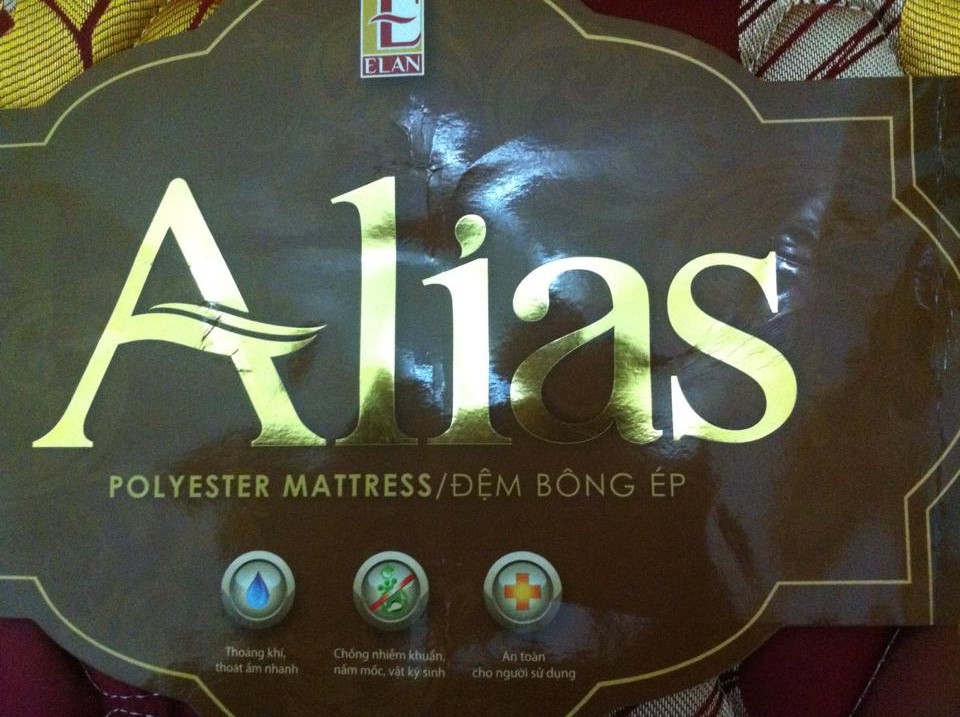 ELAN
Alias
POLYESTER MATTRESS/ĐỆM BÔNG ÉP
Thoáng khí,
thoát ẩm nhanh
Chống nhiễm khuẩn,
nấm mốc, vật ký sinh
An toàn
cho người sử dụng